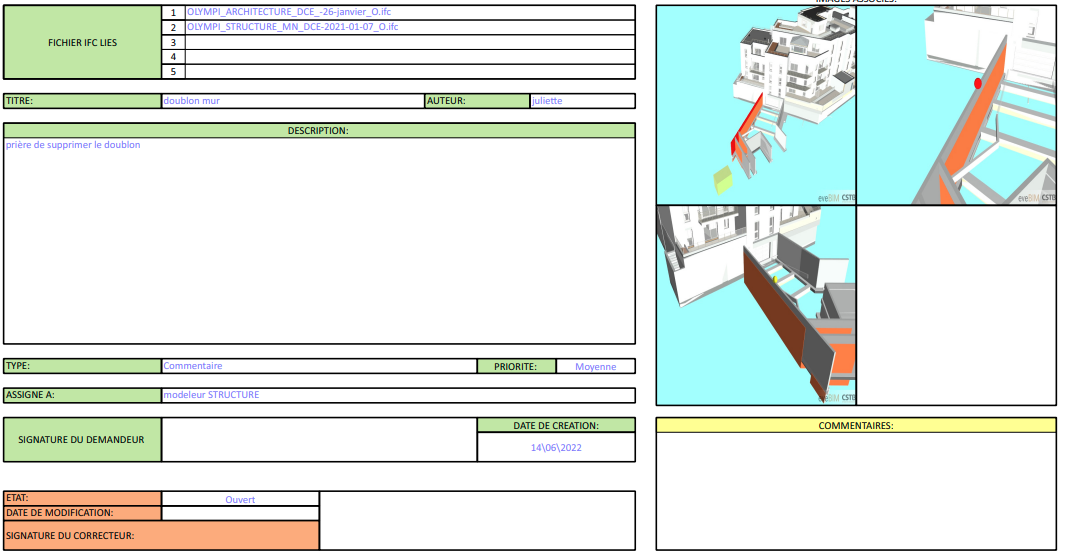 IMAGES ASSOCIEES:
FICHIER IFC LIES
1 OLYMPI_ARCHITECTURE_DCE_-26-janvier_O.ifc
2 OLYMPI_STRUCTURE_MN_DCE-2021-01-07_O.ifc
3
4
5
TITRE: doublon mur AUTEUR: juliette
DESCRIPTION:
prière de supprimer le doublon
eveBIM CSTB
eveBIM CSTB
eveBIM CSTB
TYPE: Commentaire PRIORITE: Moyenne
ASSIGNE A: modeleur STRUCTURE
SIGNATURE DU DEMANDEUR
DATE DE CREATION:
14\06\2022
COMMENTAIRES:
ETAT: Ouvert
DATE DE MODIFICATION:
SIGNATURE DU CORRECTEUR: